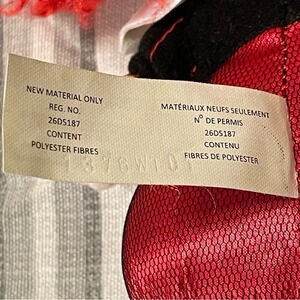 NEW MATERIAL ONLY
REG. NO.
26D5187
CONTENT
POLYESTER FIBRES
MATÉRIAUX NEUFS SEULEMENT
N° DE PERMIS
26D5187
CONTENU
FIBRES DE POLYESTER